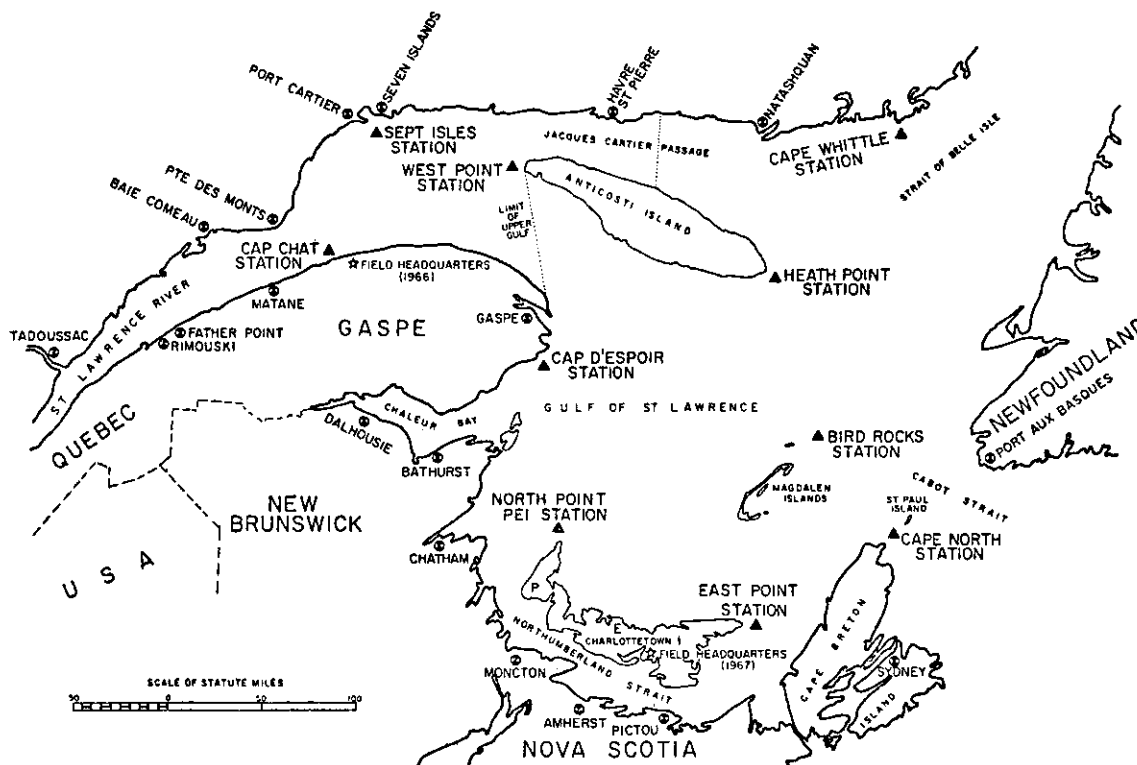 SEVEN ISLANDS
PORT CARTIER
HAVRE
ST PIERRE
NATASHQUAN
SEPT ISLES
STATION
JACQUES CARTIER PASSAGE
WEST POINT
STATION
CAPE WHITTLE
STATION
STRAIT OF BELLE ISLE
PTE DES MONTS
BAIE COMEAU
ANTICOSTI ISLAND
LIMIT
OF
UPPER
GULF
CAP CHAT
STATION
FIELD HEADQUARTERS
(1966)
HEATH POINT
STATION
MATANE
ST LAWRENCE RIVER
GASPE
GASPE
TADOUSSAC
FATHER POINT
RIMOUSKI
CAP D'ESPOIR
STATION
NEWFOUNDLAND
PORT AUX BASQUES
QUEBEC
CHALEUR BAY
GULF OF ST LAWRENCE
DALHOUSIE
BATHURST
BIRD ROCKS
STATION
MAGDALEN
ISLANDS
CABOT STRAIT
ST PAUL
ISLAND
NEW
BRUNSWICK
NORTH POINT
PEI STATION
CAPE NORTH
STATION
CHATHAM
USA
P
E
I
EAST POINT
STATION
CHARLOTTETOWN
FIELD HEADQUARTERS
(1967)
NORTHUMBERLAND STRAIT
CAPE BRETON
ISLAND
SYDNEY
MONCTON
AMHERST
PICTOU
NOVA SCOTIA
SCALE OF STATUTE MILES
50 0 50 100